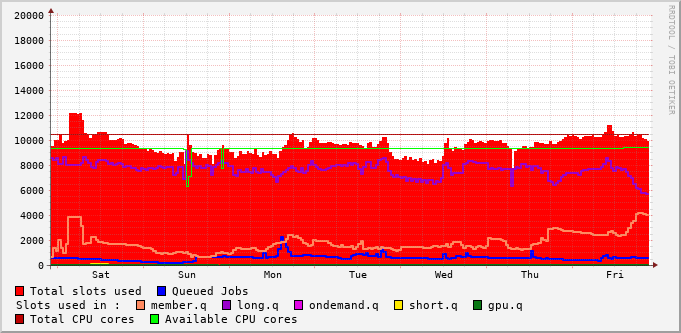 20000
18000
16000
14000
12000
10000
8000
6000
4000
2000
0
Sat Sun Mon Tue Wed Thu Fri
RRDTOOL / TOBI OETIKER
Total slots used Queued Jobs
Slots used in : member.q long.q ondemand.q short.q gpu.q
Total CPU cores Available CPU cores